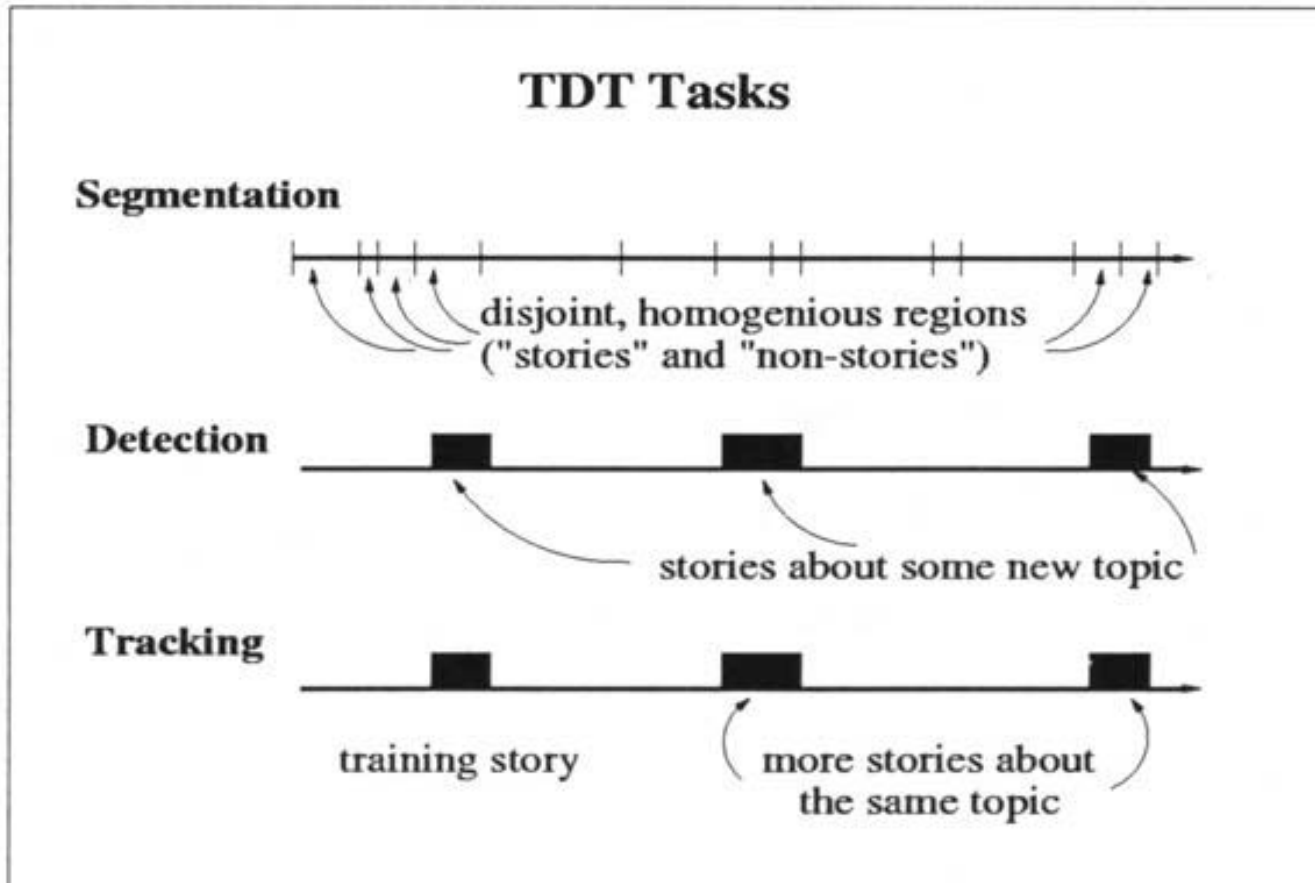 TDT Tasks
Segmentation
disjoint, homogenious regions
("stories" and "non-stories")
Detection
stories about some new topic
Tracking
training story
more stories about
the same topic